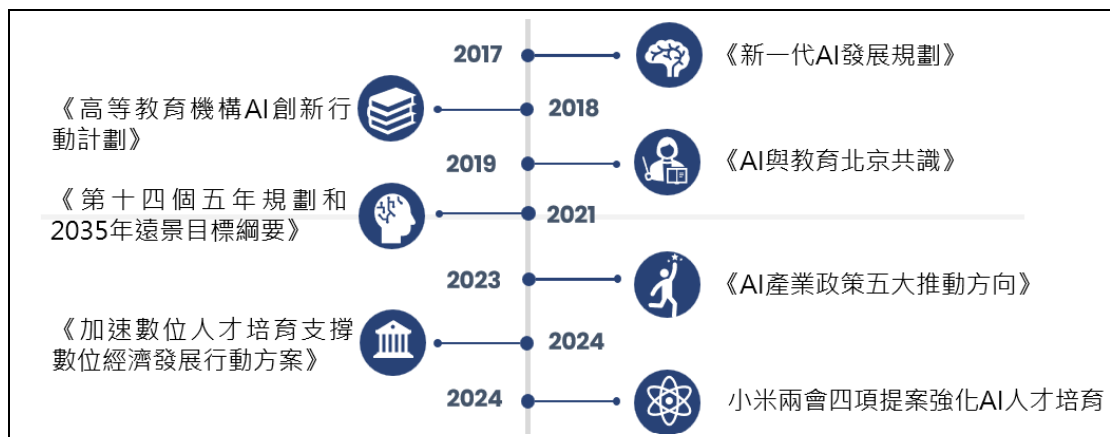 2017
《新一代AI發展規劃》
《高等教育機構AI創新行
動計劃》
2018
2019
《AI與教育北京共識》
《第十四個五年規劃和
2035年遠景目標綱要》
2021
2023
《AI產業政策五大推動方向》
《加速數位人才培育支撐
數位經濟發展行動方案》
2024
2024
小米兩會四項提案強化AI人才培育